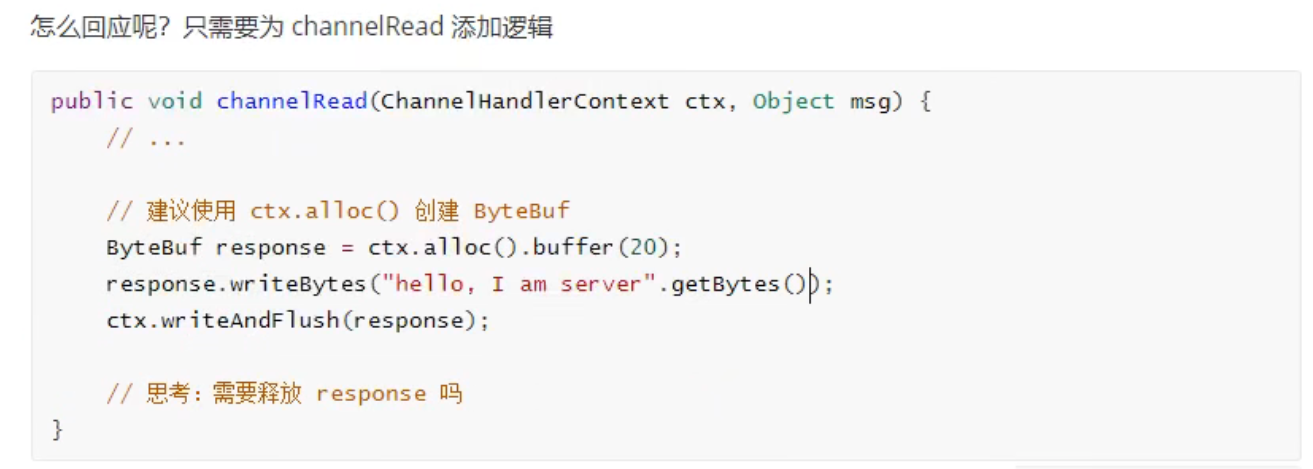 怎么回应呢？只需要为 channelRead 添加逻辑
public void channelRead(ChannelHandlerContext ctx, Object msg) {
    // ...
    // 建议使用 ctx.alloc() 创建 ByteBuf
    ByteBuf response = ctx.alloc().buffer(20);
    response.writeBytes("hello, I am server".getBytes());
    ctx.writeAndFlush(response);
    // 思考：需要释放 response 吗
}